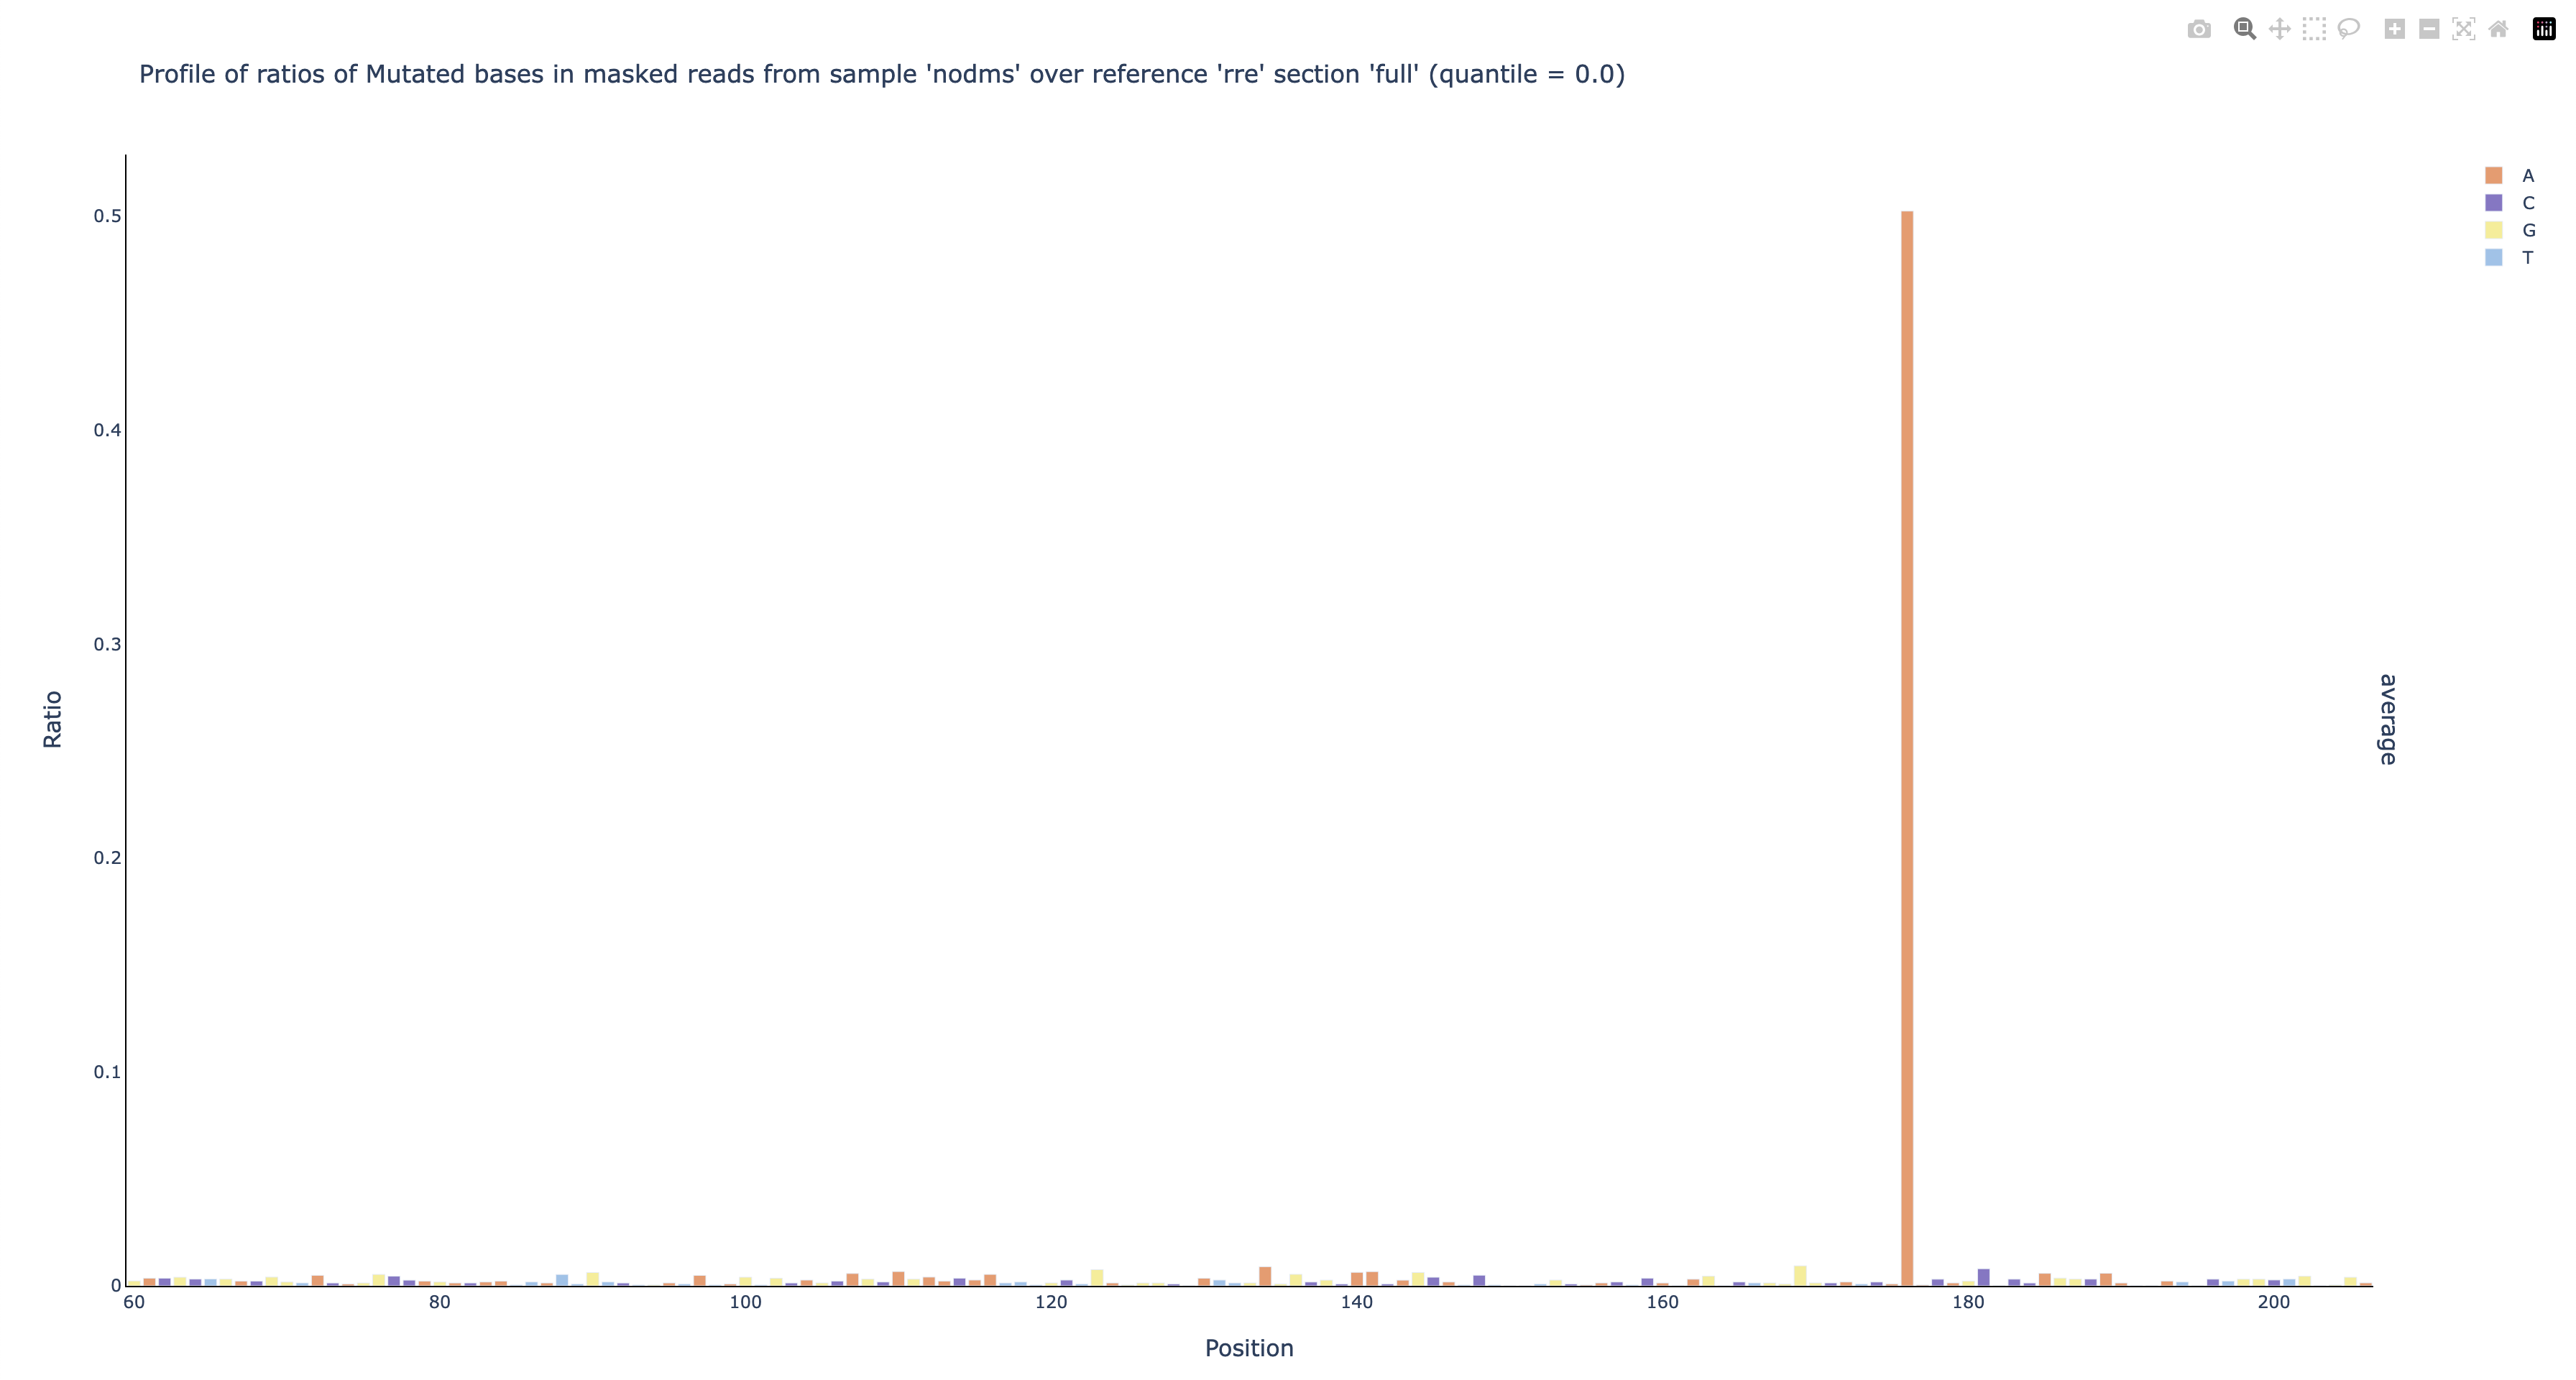 Profile of ratios of Mutated bases in masked reads from sample 'nodms' over reference 'rre' section 'full' (quantile = 0.0)
A
C
G
T
0.5
0.4
0.3
0.2
0.1
0
Ratio
average
60 80 100 120 140 160 180 200
Position